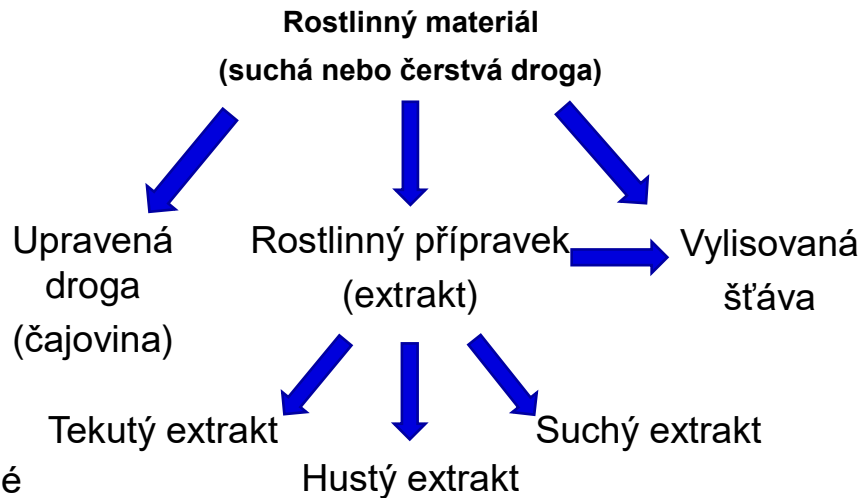 Rostlinný materiál
(suchá nebo čerstvá droga)
Upravená
droga
(čajovina)
Rostlinný přípravek
(extrakt)
Vylisovaná
šťáva
Tekutý extrakt
Hustý extrakt
Suchý extrakt
é